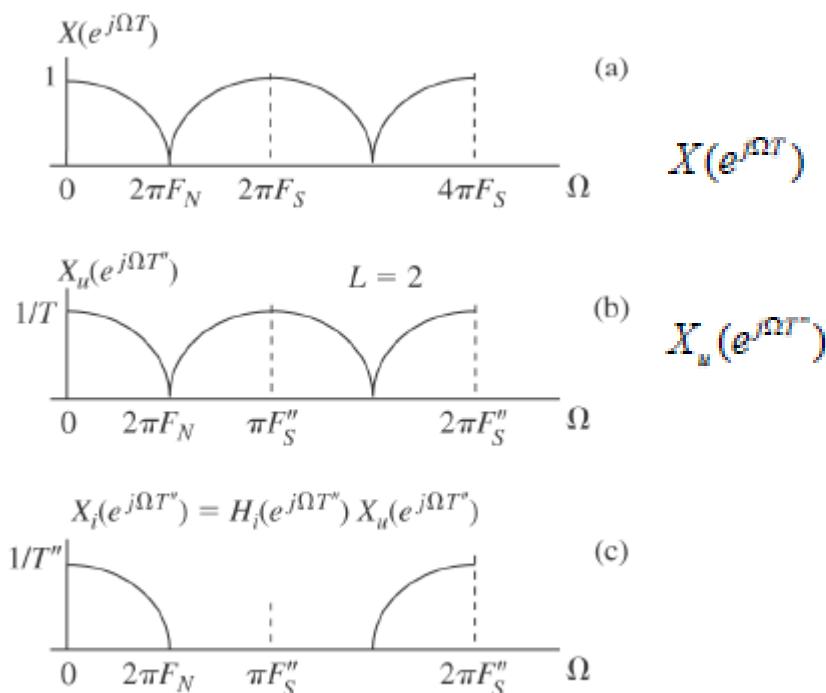 X(e^{jΩT})
1
(a)
0 2πF_N 2πF_S 4πF_S Ω
X(e^{jΩT})
X_u(e^{jΩT″}) L = 2
1/T
(b)
0 2πF_N πF″_S 2πF″_S Ω
X_u(e^{jΩT″})
X_i(e^{jΩT″}) = H_i(e^{jΩT″}) X_u(e^{jΩT″})
1/T″
(c)
0 2πF_N πF″_S 2πF″_S Ω